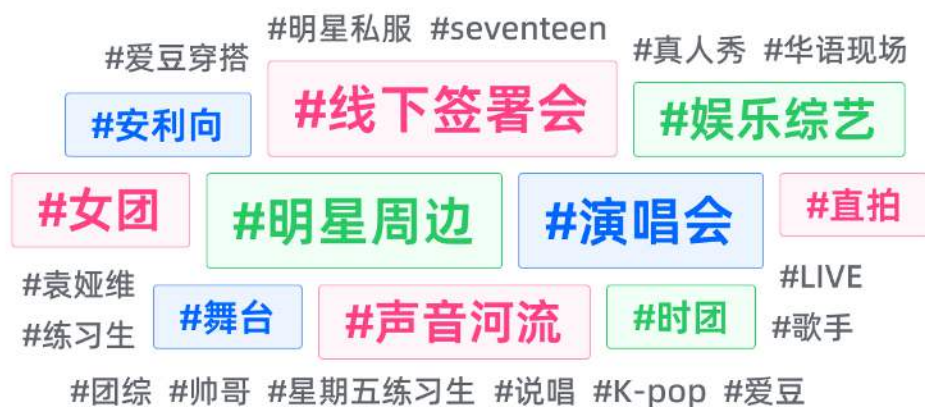 #明星私服 #seventeen
#爱豆穿搭
#真人秀 #华语现场
#安利向
#线下签署会
#娱乐综艺
#女团
#明星周边
#演唱会
#直拍
#袁娅维
#舞台
#声音河流
#时团
#LIVE
#练习生
#歌手
#团综 #帅哥 #星期五练习生 #说唱 #K-pop #爱豆